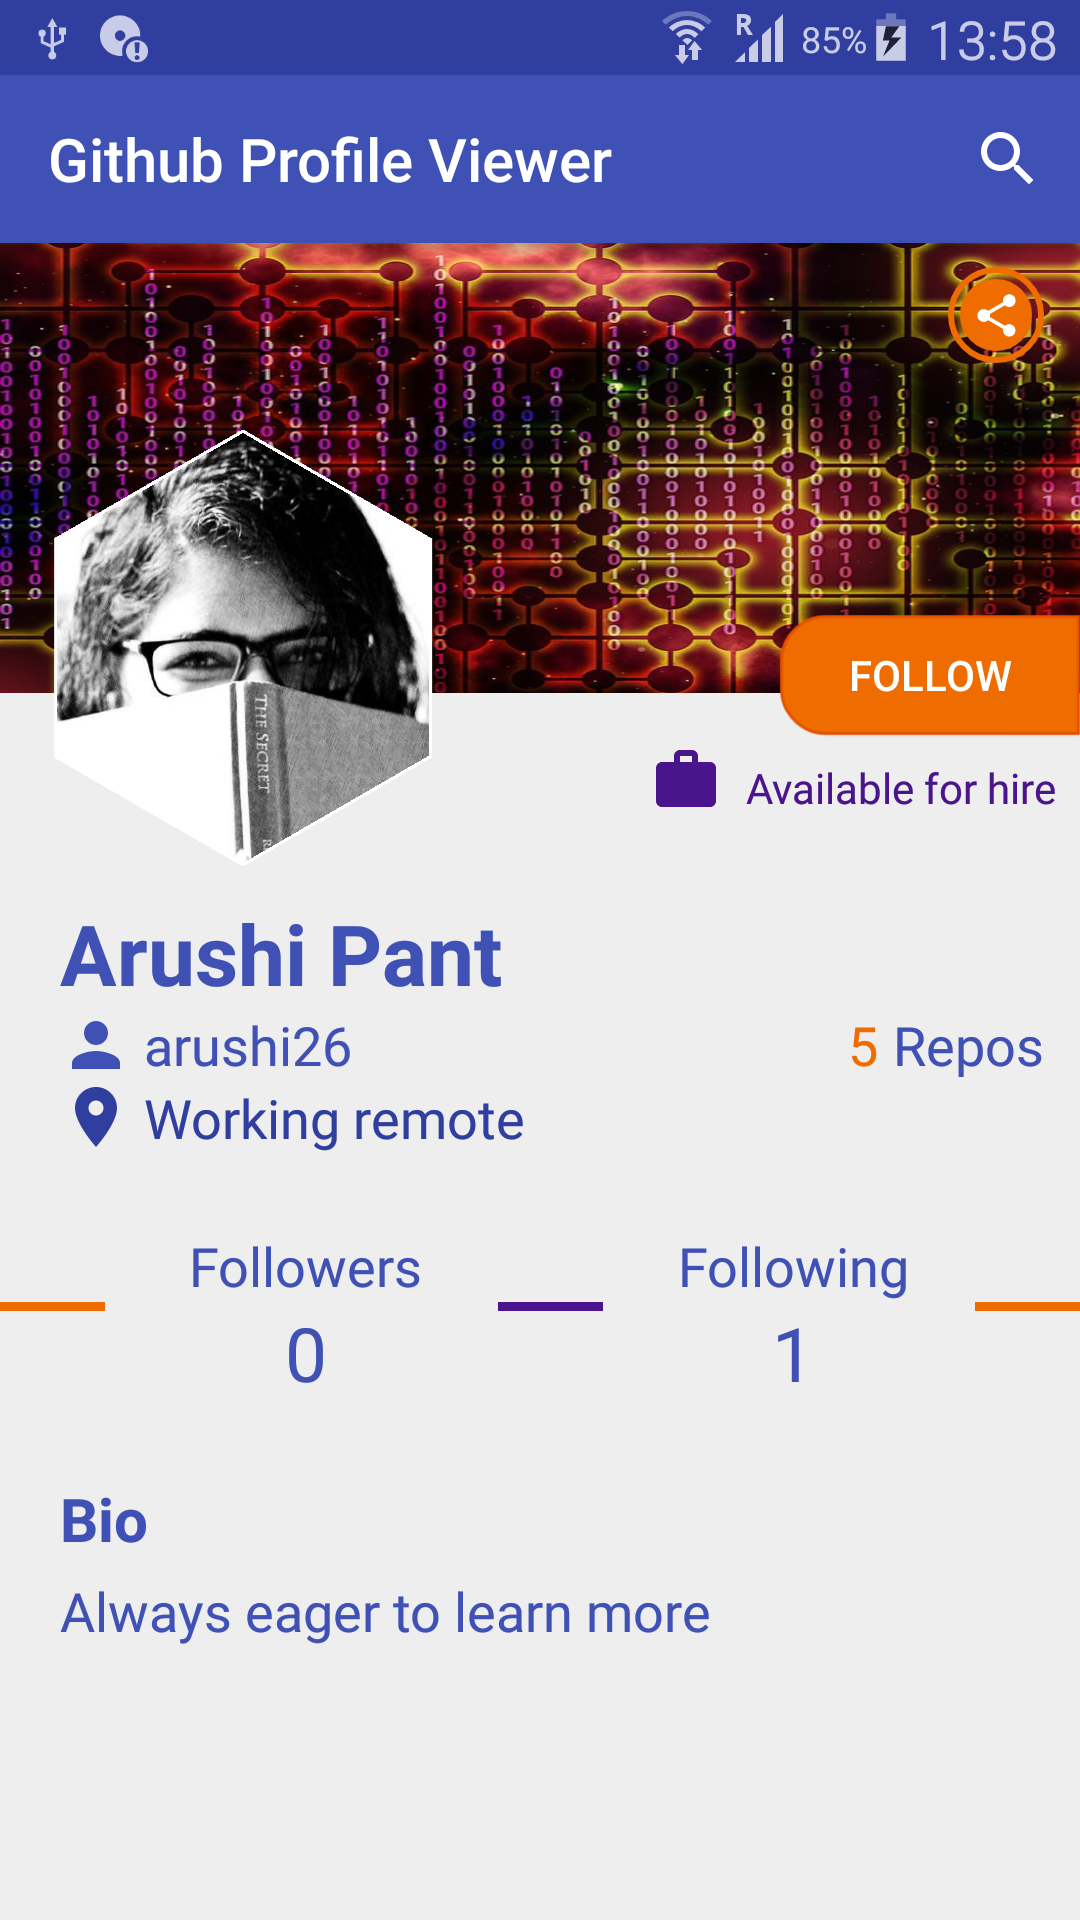 R 85% 13:58
Github Profile Viewer
THE SECRET
FOLLOW
Available for hire
Arushi Pant
arushi26 5 Repos
Working remote
Followers Following
0 1
Bio
Always eager to learn more